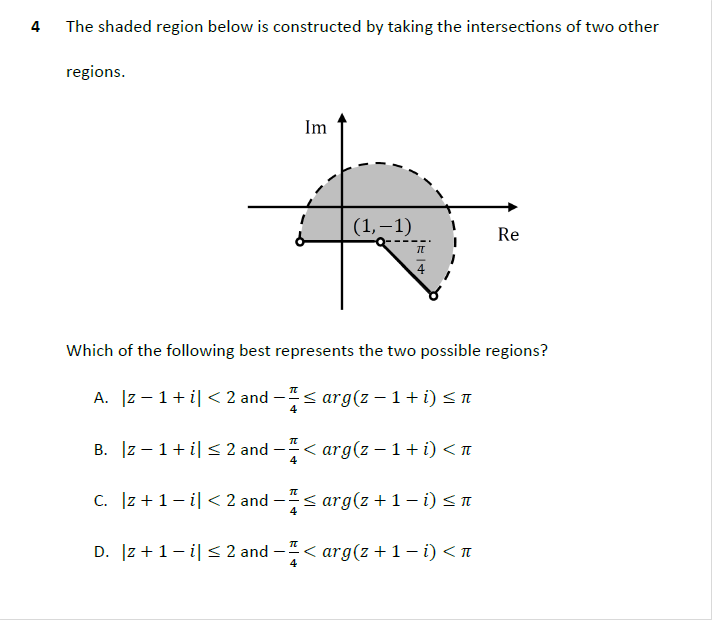 4 The shaded region below is constructed by taking the intersections of two other
regions.
Im
(1,−1)
Re
π/4
Which of the following best represents the two possible regions?
A. |z − 1 + i| < 2 and −π/4 ≤ arg(z − 1 + i) ≤ π
B. |z − 1 + i| ≤ 2 and −π/4 < arg(z − 1 + i) < π
C. |z + 1 − i| < 2 and −π/4 ≤ arg(z + 1 − i) ≤ π
D. |z + 1 − i| ≤ 2 and −π/4 < arg(z + 1 − i) < π